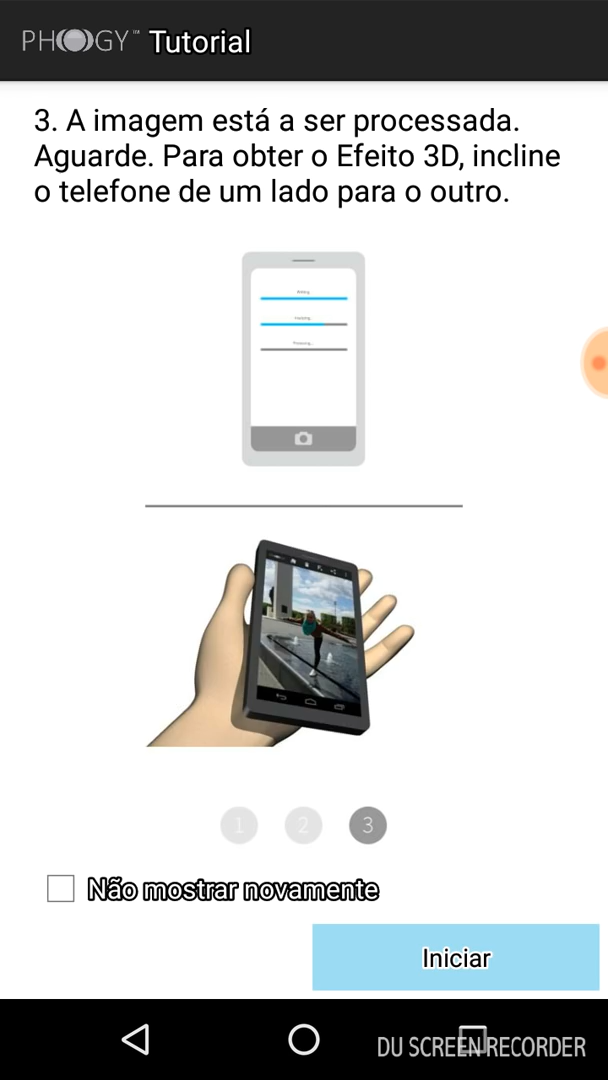 PHOGY™ Tutorial
3. A imagem está a ser processada.
Aguarde. Para obter o Efeito 3D, incline
o telefone de um lado para o outro.
1 2 3
Não mostrar novamente
Iniciar
DU SCREEN RECORDER